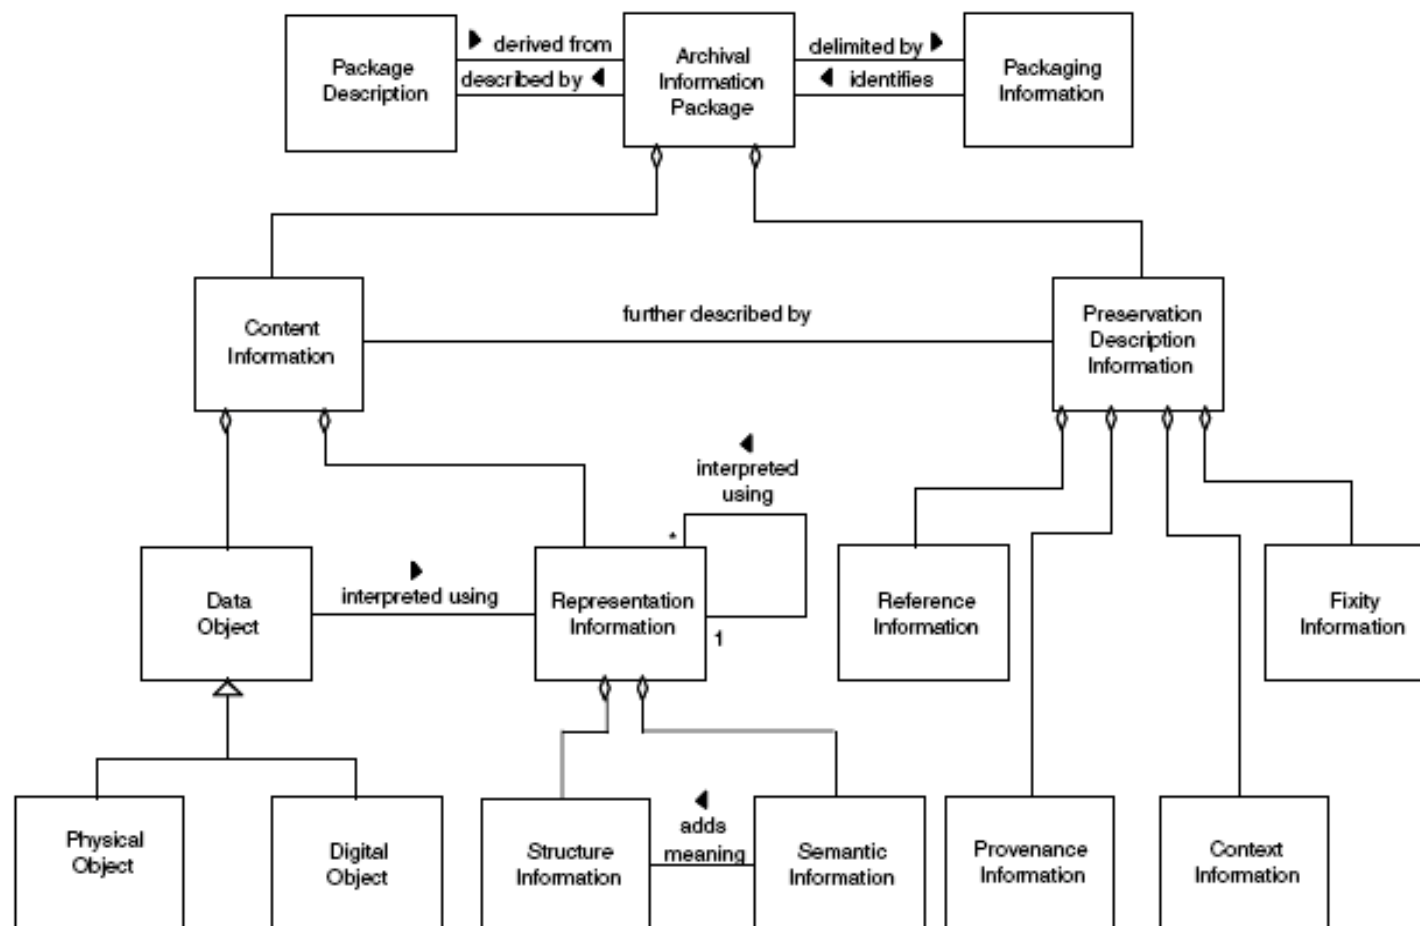 Package
Description
derived from
described by
Archival
Information
Package
delimited by
identifies
Packaging
Information
Content
Information
further described by
Preservation
Description
Information
interpreted
using
*
1
Data
Object
interpreted using
Representation
Information
Reference
Information
Fixity
Information
Physical
Object
Digital
Object
Structure
Information
adds
meaning
Semantic
Information
Provenance
Information
Context
Information